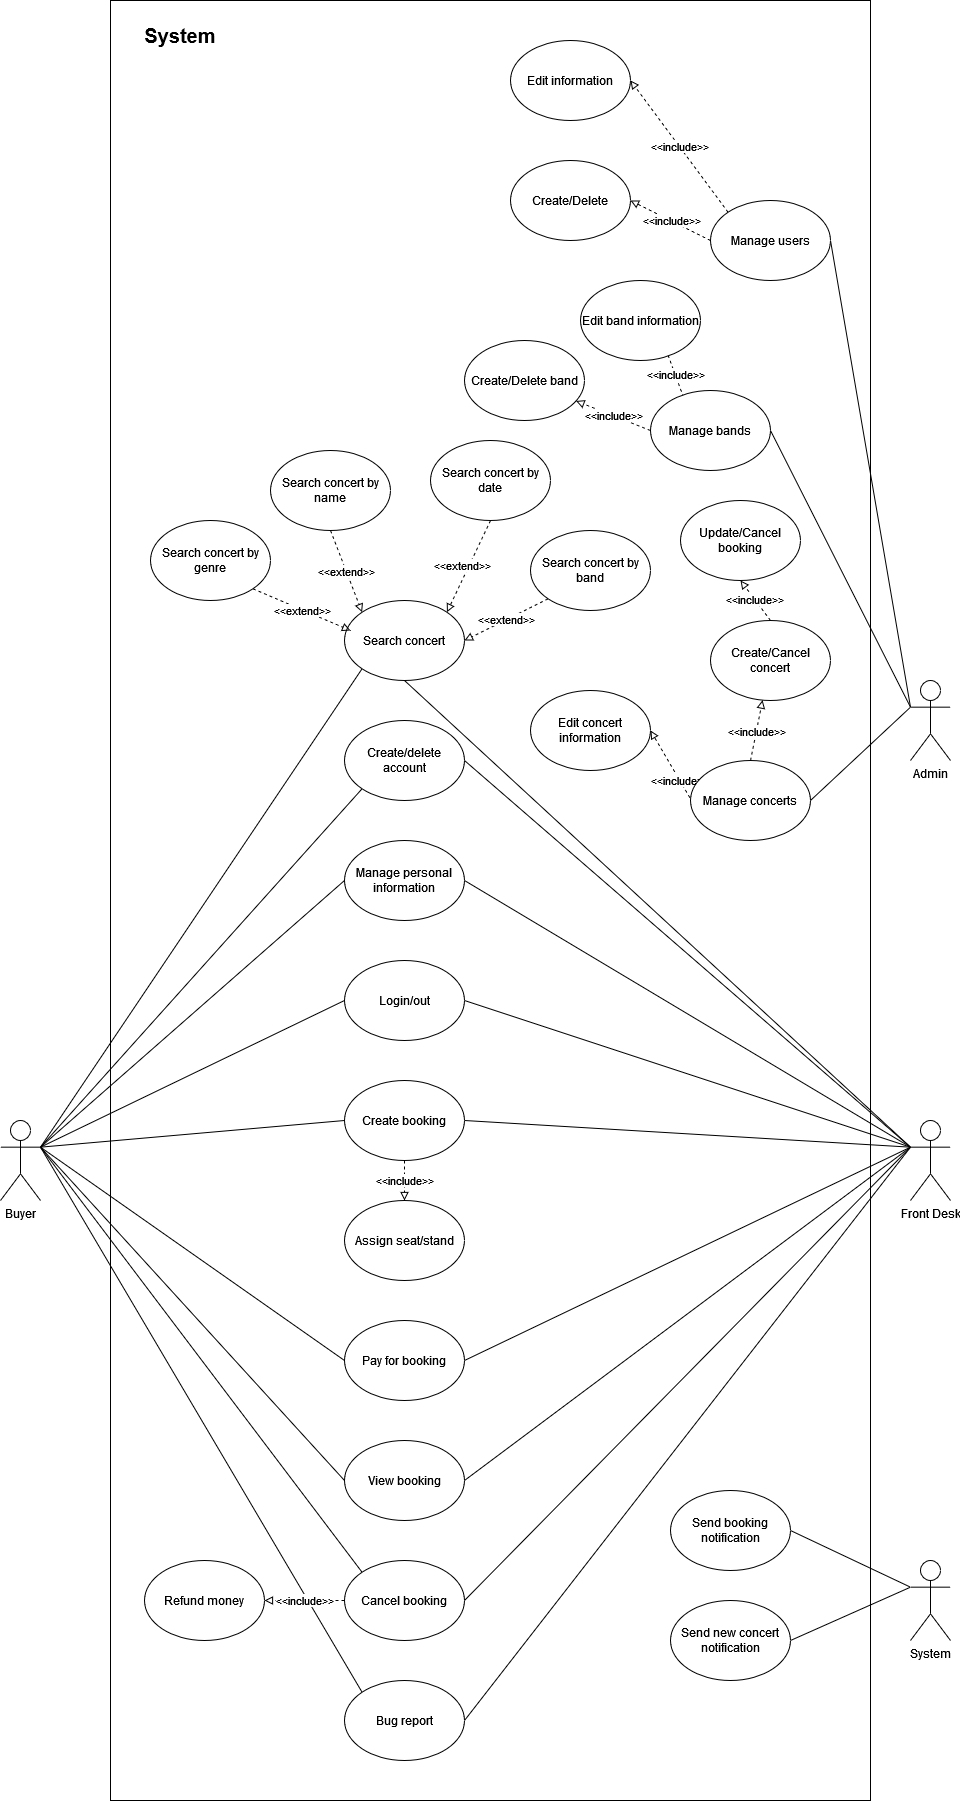 System
Edit information
<<include>>
Create/Delete
<<include>>
Manage users
Edit band information
<<include>>
Create/Delete band
<<include>>
Manage bands
Search concert by
name
Search concert by
date
Search concert by
genre
Search concert by
band
<<extend>>
<<extend>>
<<extend>>
<<extend>>
Search concert
Update/Cancel
booking
<<include>>
Create/Cancel
concert
Edit concert
information
<<include>>
<<include
Manage concerts
Admin
Create/delete
account
Manage personal
information
Login/out
Create booking
<<include>>
Assign seat/stand
Buyer
Front Desk
Pay for booking
View booking
Send booking
notification
Refund money
<<include>>
Cancel booking
Send new concert
notification
System
Bug report